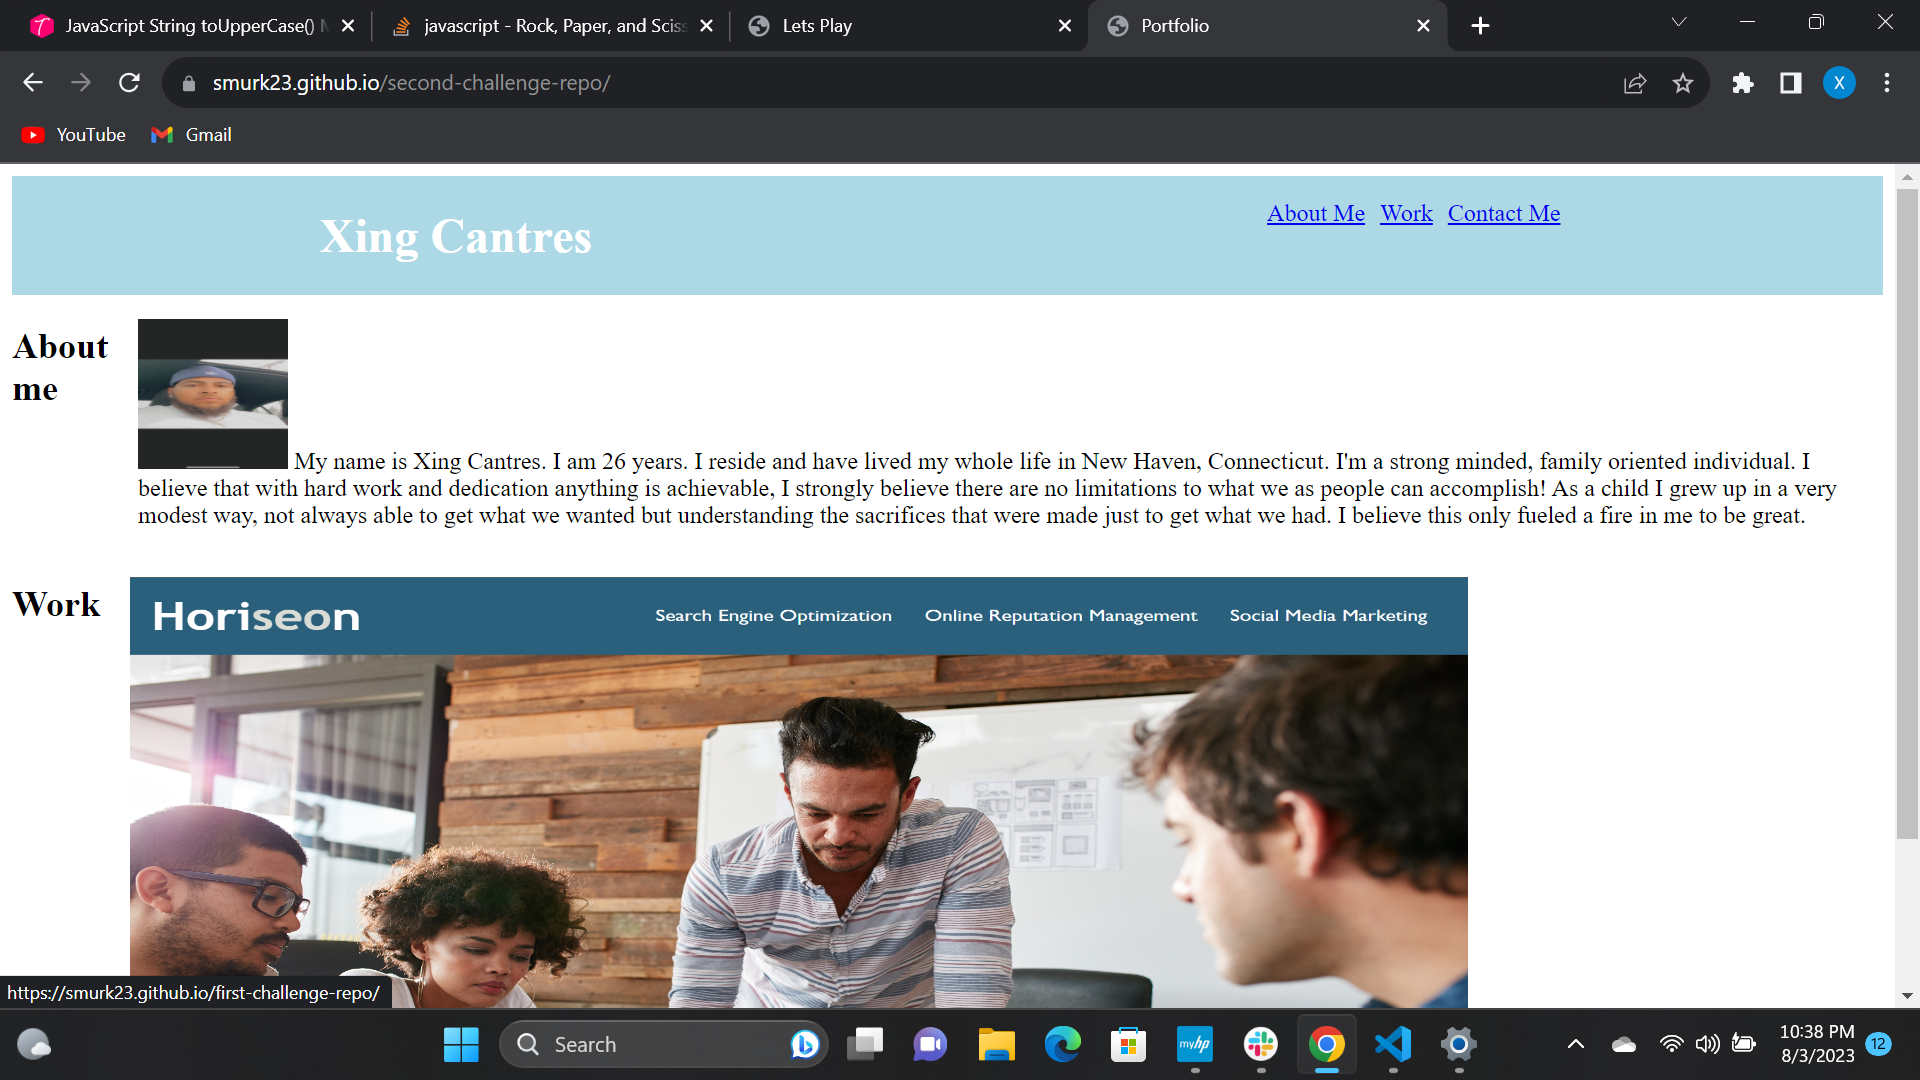 JavaScript String toUpperCase() M
javascript - Rock, Paper, and Sciss
Lets Play
Portfolio
smurk23.github.io/second-challenge-repo/
X
YouTube
Gmail
Xing Cantres
About Me Work Contact Me
About
me
My name is Xing Cantres. I am 26 years. I reside and have lived my whole life in New Haven, Connecticut. I'm a strong minded, family oriented individual. I
believe that with hard work and dedication anything is achievable, I strongly believe there are no limitations to what we as people can accomplish! As a child I grew up in a very
modest way, not always able to get what we wanted but understanding the sacrifices that were made just to get what we had. I believe this only fueled a fire in me to be great.
Work
Horiseon
Search Engine Optimization Online Reputation Management Social Media Marketing
https://smurk23.github.io/first-challenge-repo/
Search
myhp
10:38 PM
8/3/2023
12